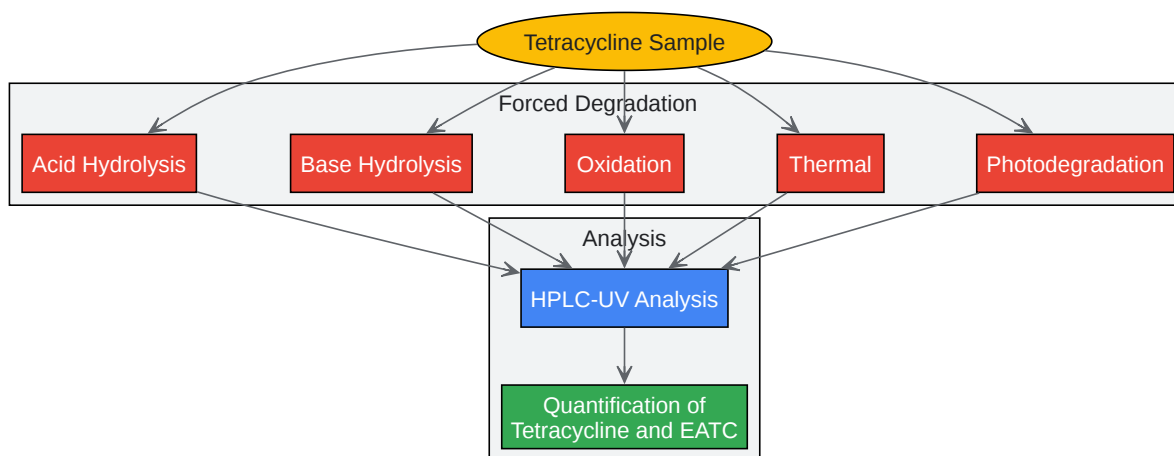 Tetracycline Sample
Forced Degradation
Acid Hydrolysis
Base Hydrolysis
Oxidation
Thermal
Photodegradation
Analysis
HPLC-UV Analysis
Quantification of
Tetracycline and EATC